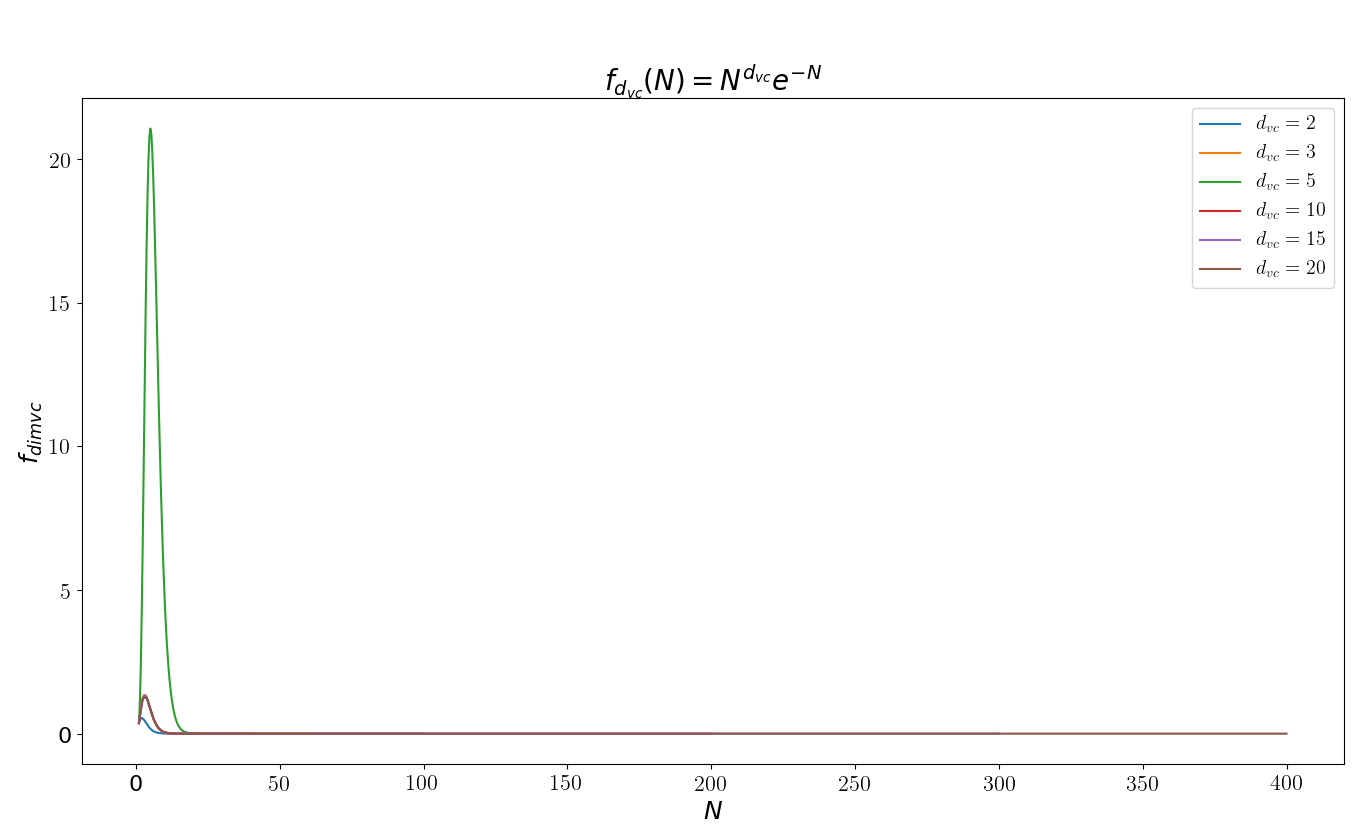 f_{d_{vc}}(N) = N^{d_{vc}} e^{-N}
d_{vc} = 2
d_{vc} = 3
d_{vc} = 5
d_{vc} = 10
d_{vc} = 15
d_{vc} = 20
f_{dimvc}
20
15
10
5
0
0 50 100 150 200 250 300 350 400
N